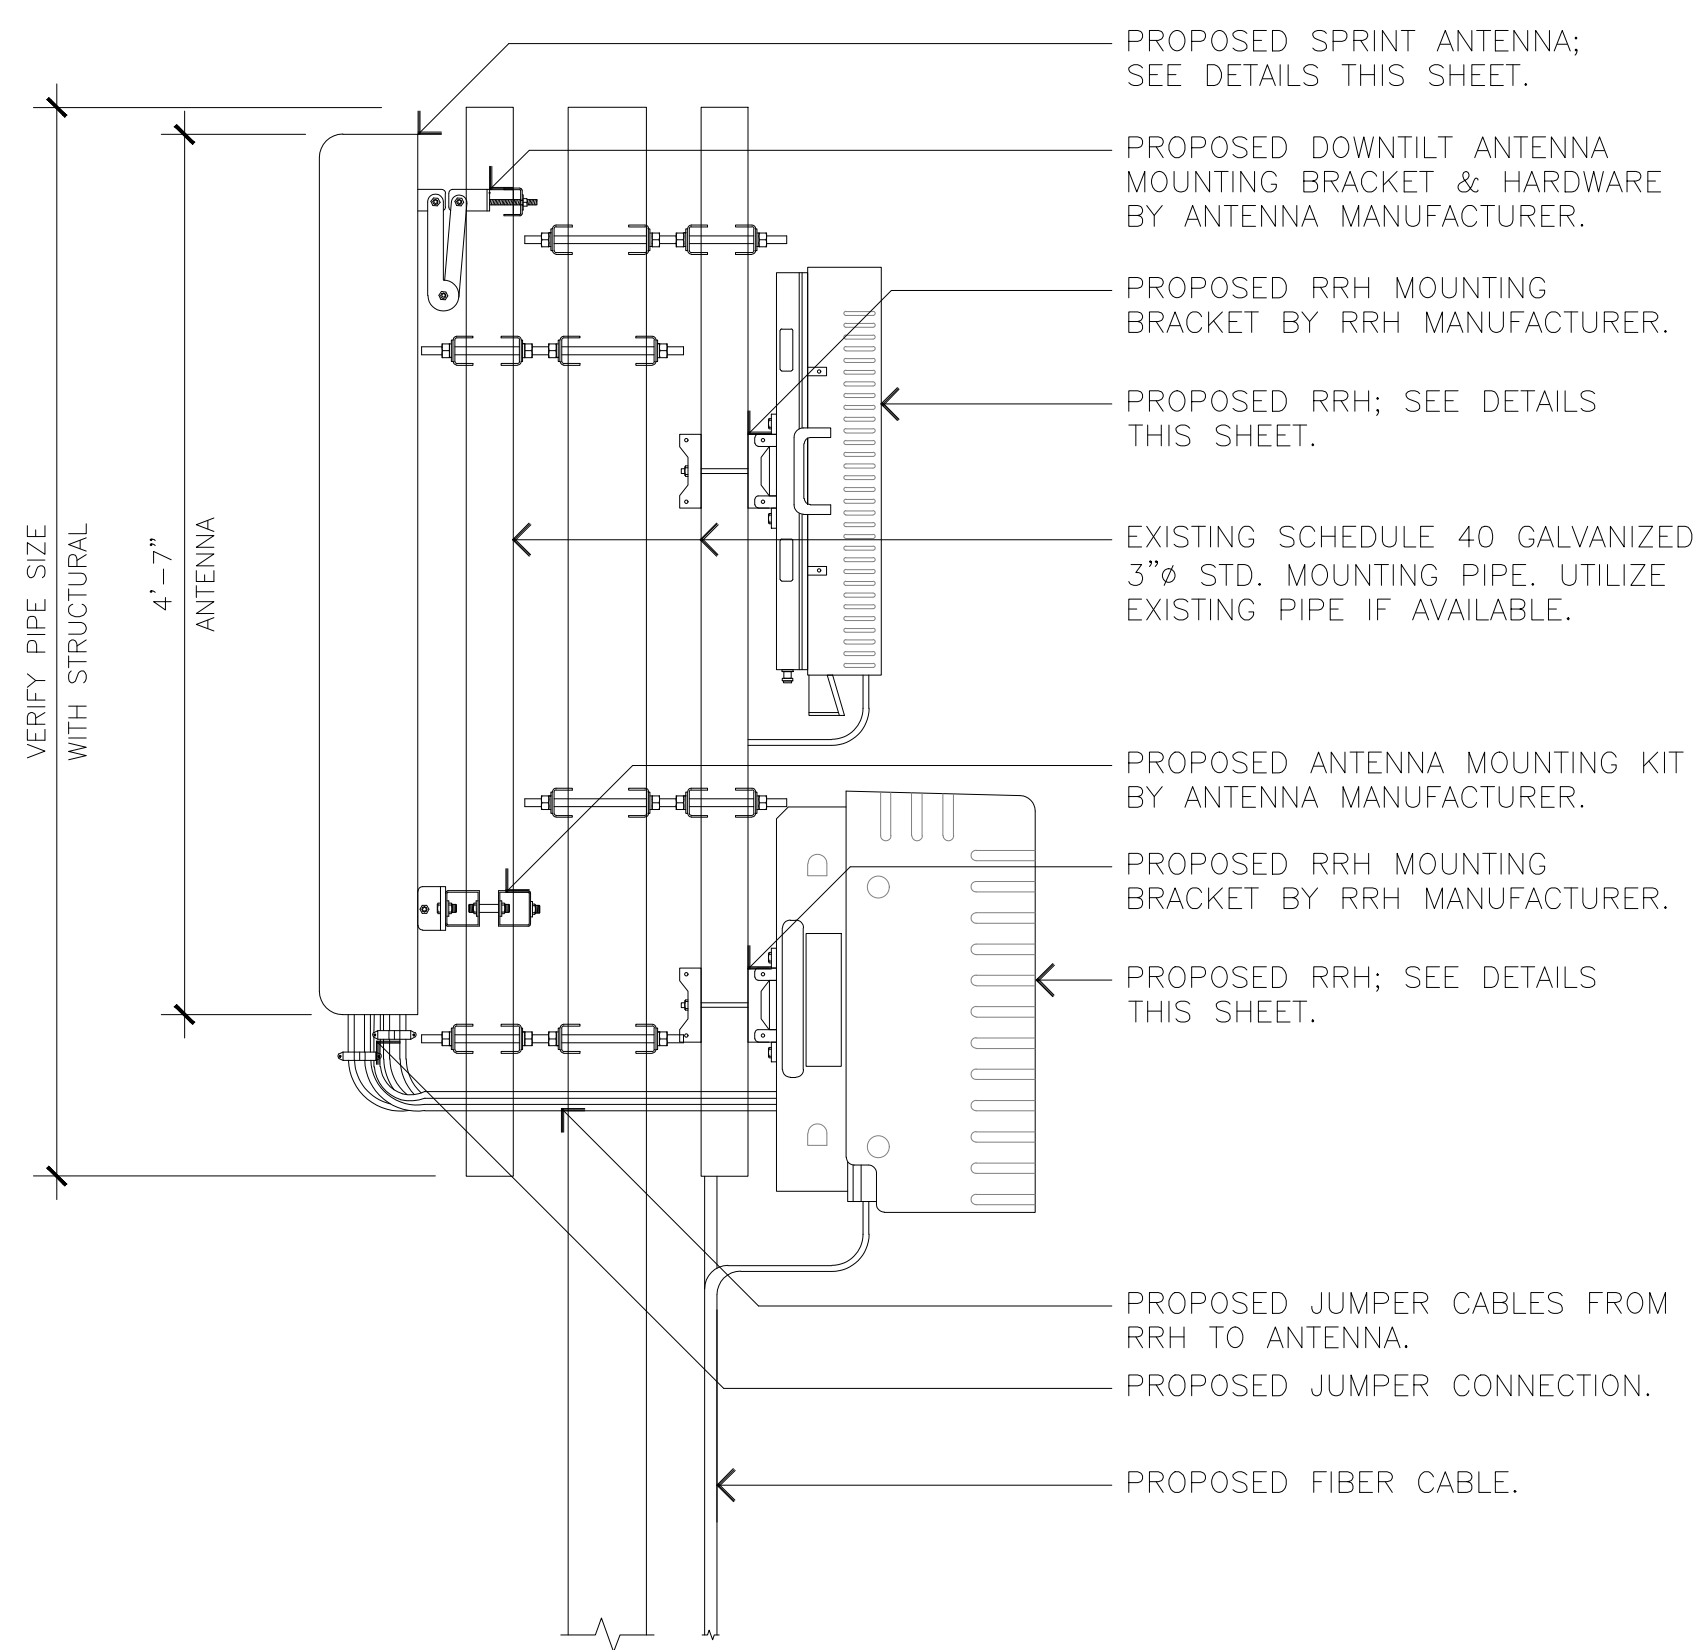 PROPOSED SPRINT ANTENNA;
SEE DETAILS THIS SHEET.
PROPOSED DOWNTILT ANTENNA
MOUNTING BRACKET & HARDWARE
BY ANTENNA MANUFACTURER.
PROPOSED RRH MOUNTING
BRACKET BY RRH MANUFACTURER.
PROPOSED RRH; SEE DETAILS
THIS SHEET.
EXISTING SCHEDULE 40 GALVANIZED
3"ø STD. MOUNTING PIPE. UTILIZE
EXISTING PIPE IF AVAILABLE.
PROPOSED ANTENNA MOUNTING KIT
BY ANTENNA MANUFACTURER.
PROPOSED RRH MOUNTING
BRACKET BY RRH MANUFACTURER.
PROPOSED RRH; SEE DETAILS
THIS SHEET.
PROPOSED JUMPER CABLES FROM
RRH TO ANTENNA.
PROPOSED JUMPER CONNECTION.
PROPOSED FIBER CABLE.
VERIFY PIPE SIZE
WITH STRUCTURAL
4'-7"
ANTENNA